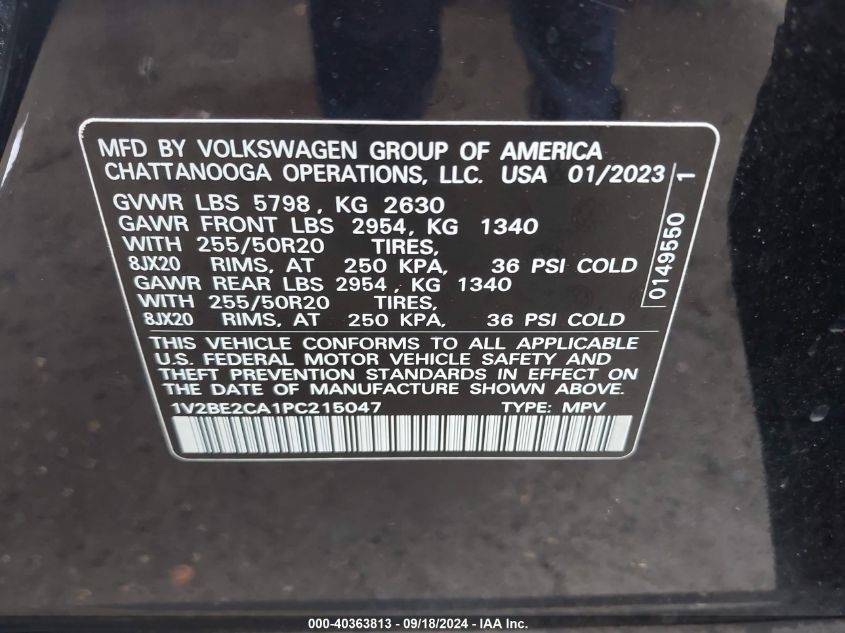 MFD BY VOLKSWAGEN GROUP OF AMERICA
CHATTANOOGA OPERATIONS, LLC. USA 01/2023
GVWR LBS 5798, KG 2630
GAWR FRONT LBS 2954, KG 1340
WITH 255/50R20 TIRES,
8JX20 RIMS, AT 250 KPA, 36 PSI COLD
GAWR REAR LBS 2954, KG 1340
WITH 255/50R20 TIRES,
8JX20 RIMS, AT 250 KPA, 36 PSI COLD
THIS VEHICLE CONFORMS TO ALL APPLICABLE
U.S. FEDERAL MOTOR VEHICLE SAFETY AND
THEFT PREVENTION STANDARDS IN EFFECT ON
THE DATE OF MANUFACTURE SHOWN ABOVE.
1V2BE2CA1PC215047 TYPE: MPV
0149550 1
000-40363813 - 09/18/2024 - IAA Inc.